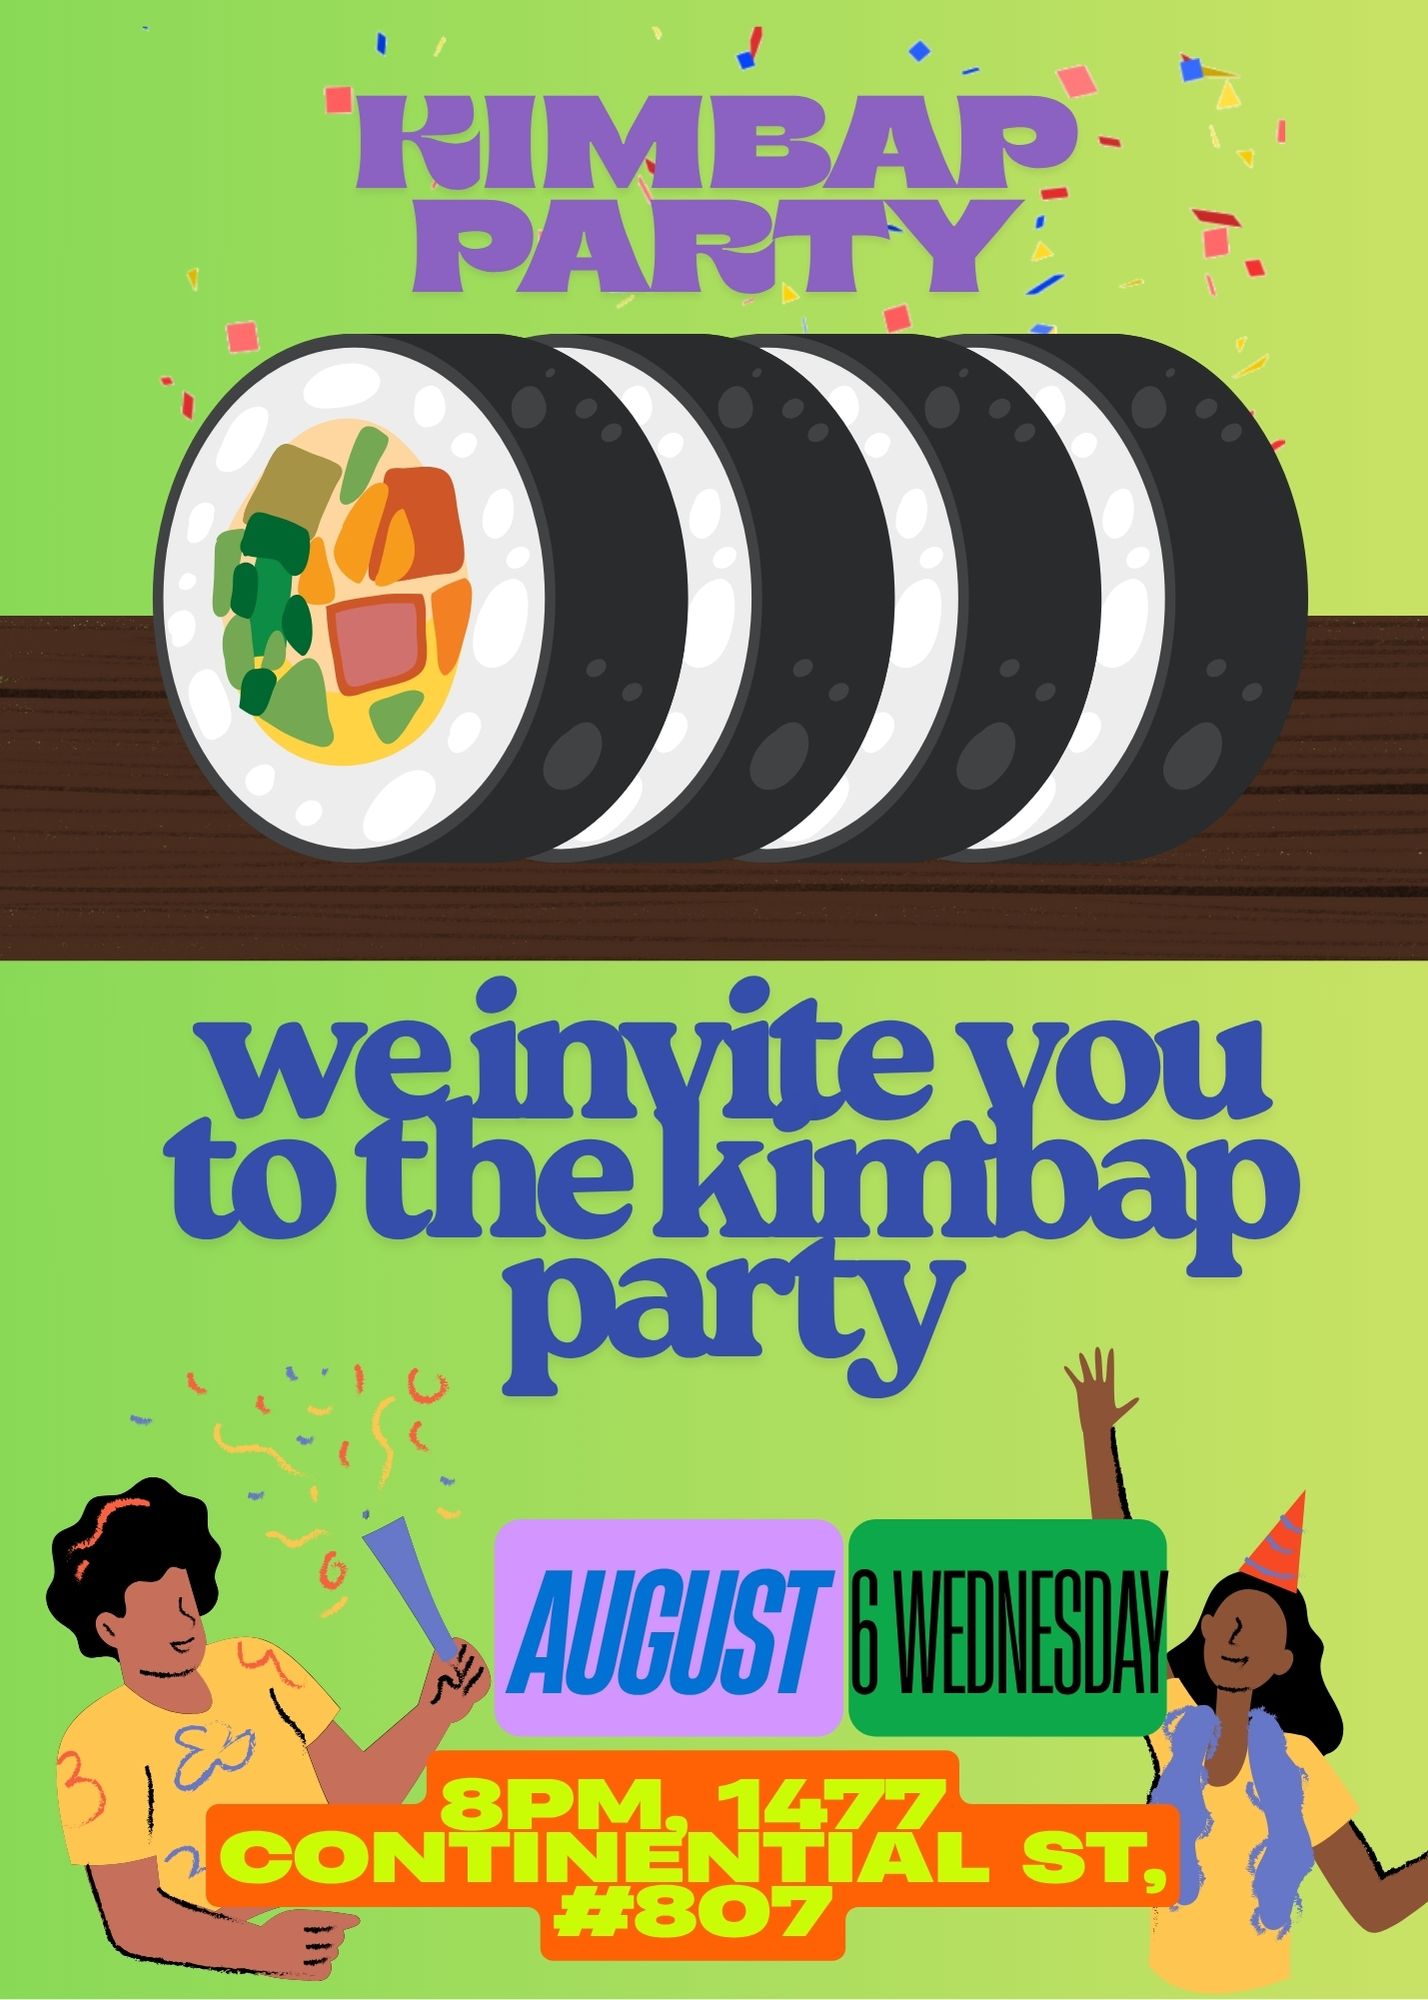 KIMBAP
PARTY
we invite you
to the kimbap
party
AUGUST
6 WEDNESDAY
8PM, 1477
CONTINENTIAL ST,
#807